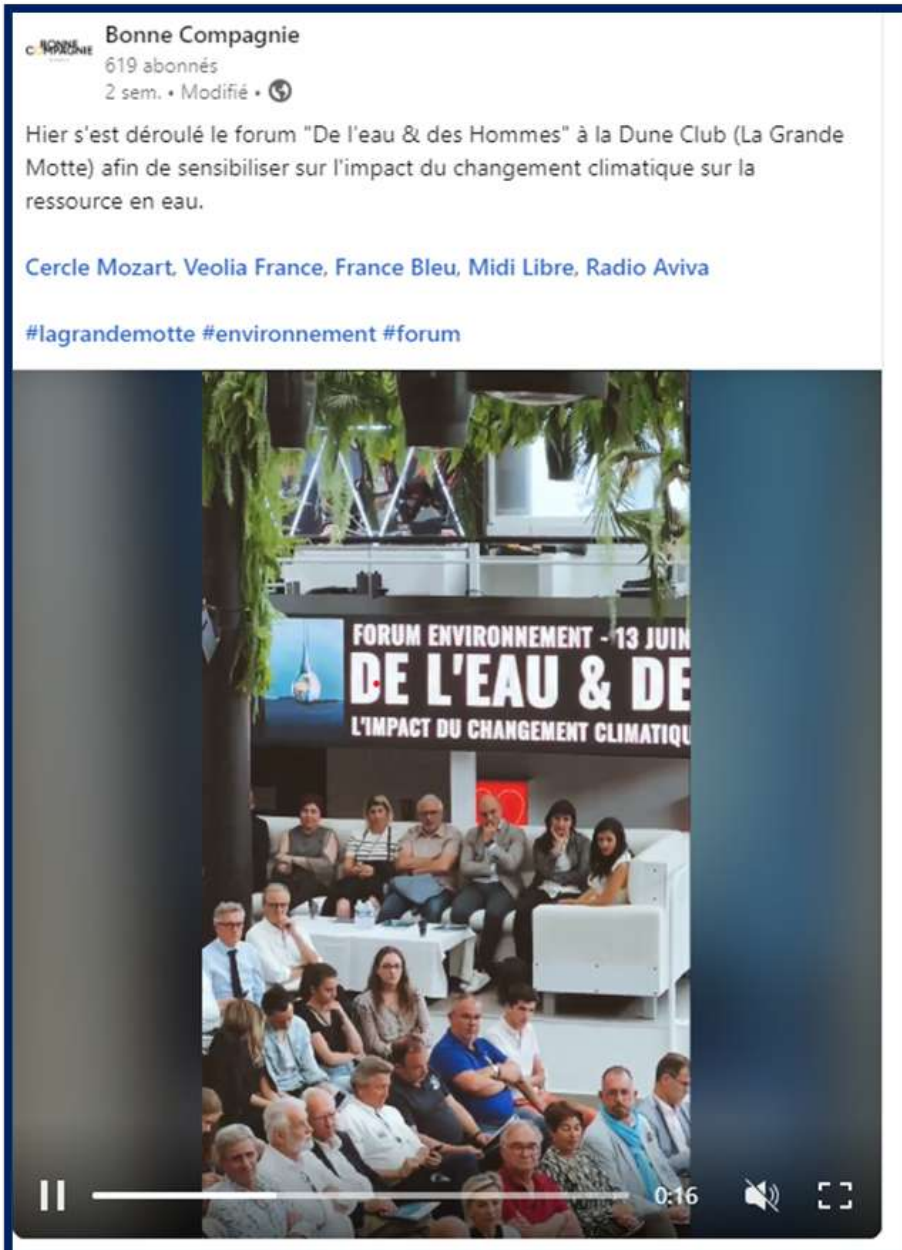 BONNE
COMPAGNIE
Bonne Compagnie
619 abonnés
2 sem. • Modifié •
Hier s'est déroulé le forum "De l'eau & des Hommes" à la Dune Club (La Grande
Motte) afin de sensibiliser sur l'impact du changement climatique sur la
ressource en eau.
Cercle Mozart, Veolia France, France Bleu, Midi Libre, Radio Aviva
#lagrandemotte #environnement #forum
FORUM ENVIRONNEMENT - 13 JUIN
DE L'EAU & DE
L'IMPACT DU CHANGEMENT CLIMATIQU
0:16